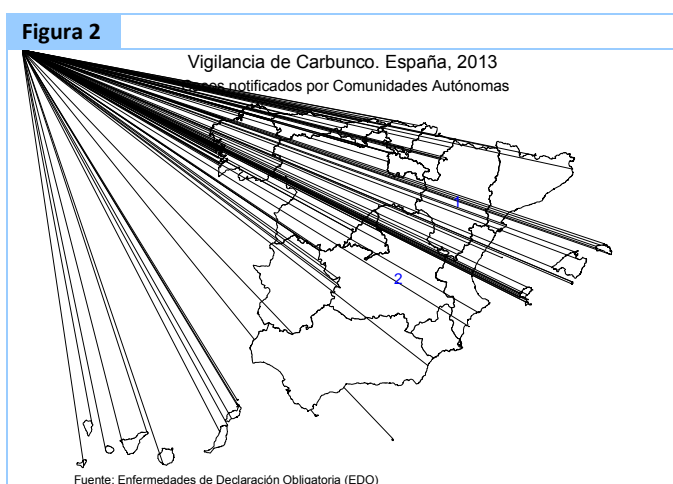 Figura 2
Vigilancia de Carbunco. España, 2013
Casos notificados por Comunidades Autónomas
1
2
Fuente: Enfermedades de Declaración Obligatoria (EDO)